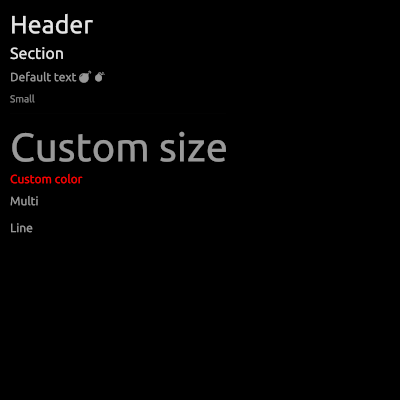 Header
Section
Default text 💣 💣
Small
Custom size
Custom color
Multi
Line